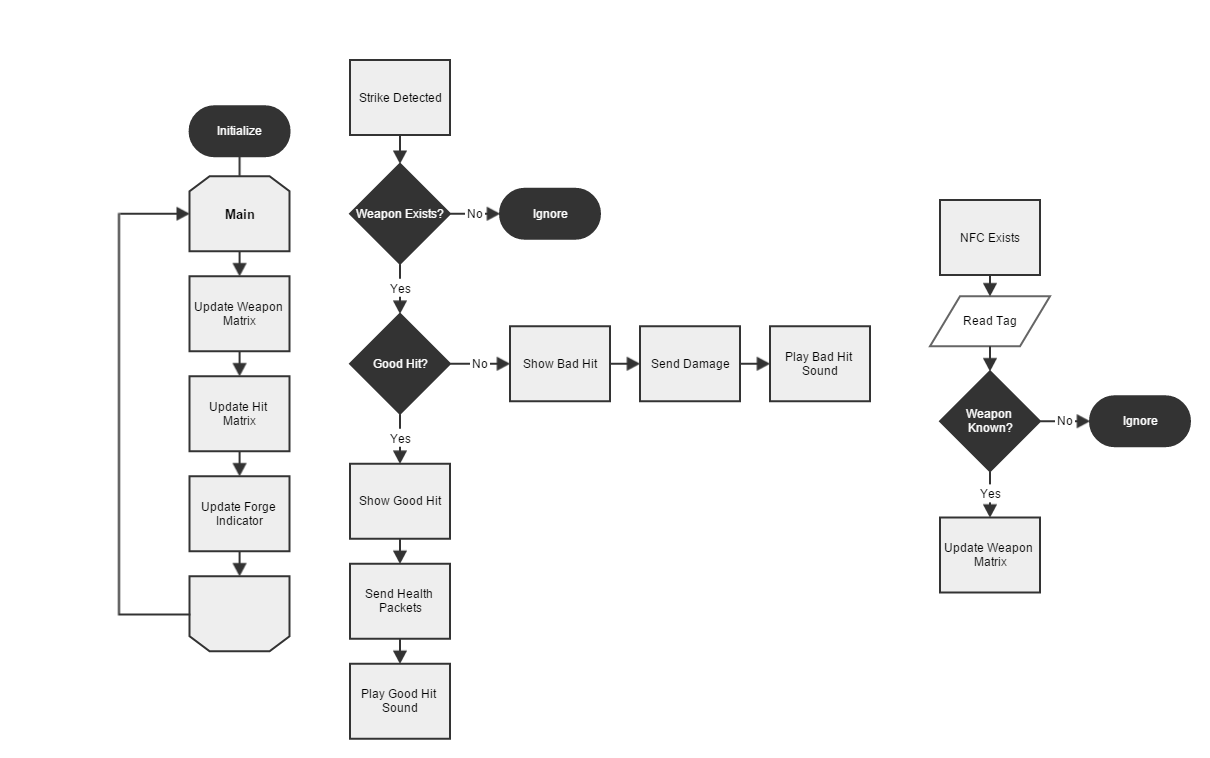 Initialize
Main
Update Weapon
Matrix
Update Hit
Matrix
Update Forge
Indicator
Strike Detected
Weapon Exists?
No
Ignore
Yes
Good Hit?
No
Show Bad Hit
Send Damage
Play Bad Hit
Sound
Yes
Show Good Hit
Send Health
Packets
Play Good Hit
Sound
NFC Exists
Read Tag
Weapon
Known?
No
Ignore
Yes
Update Weapon
Matrix